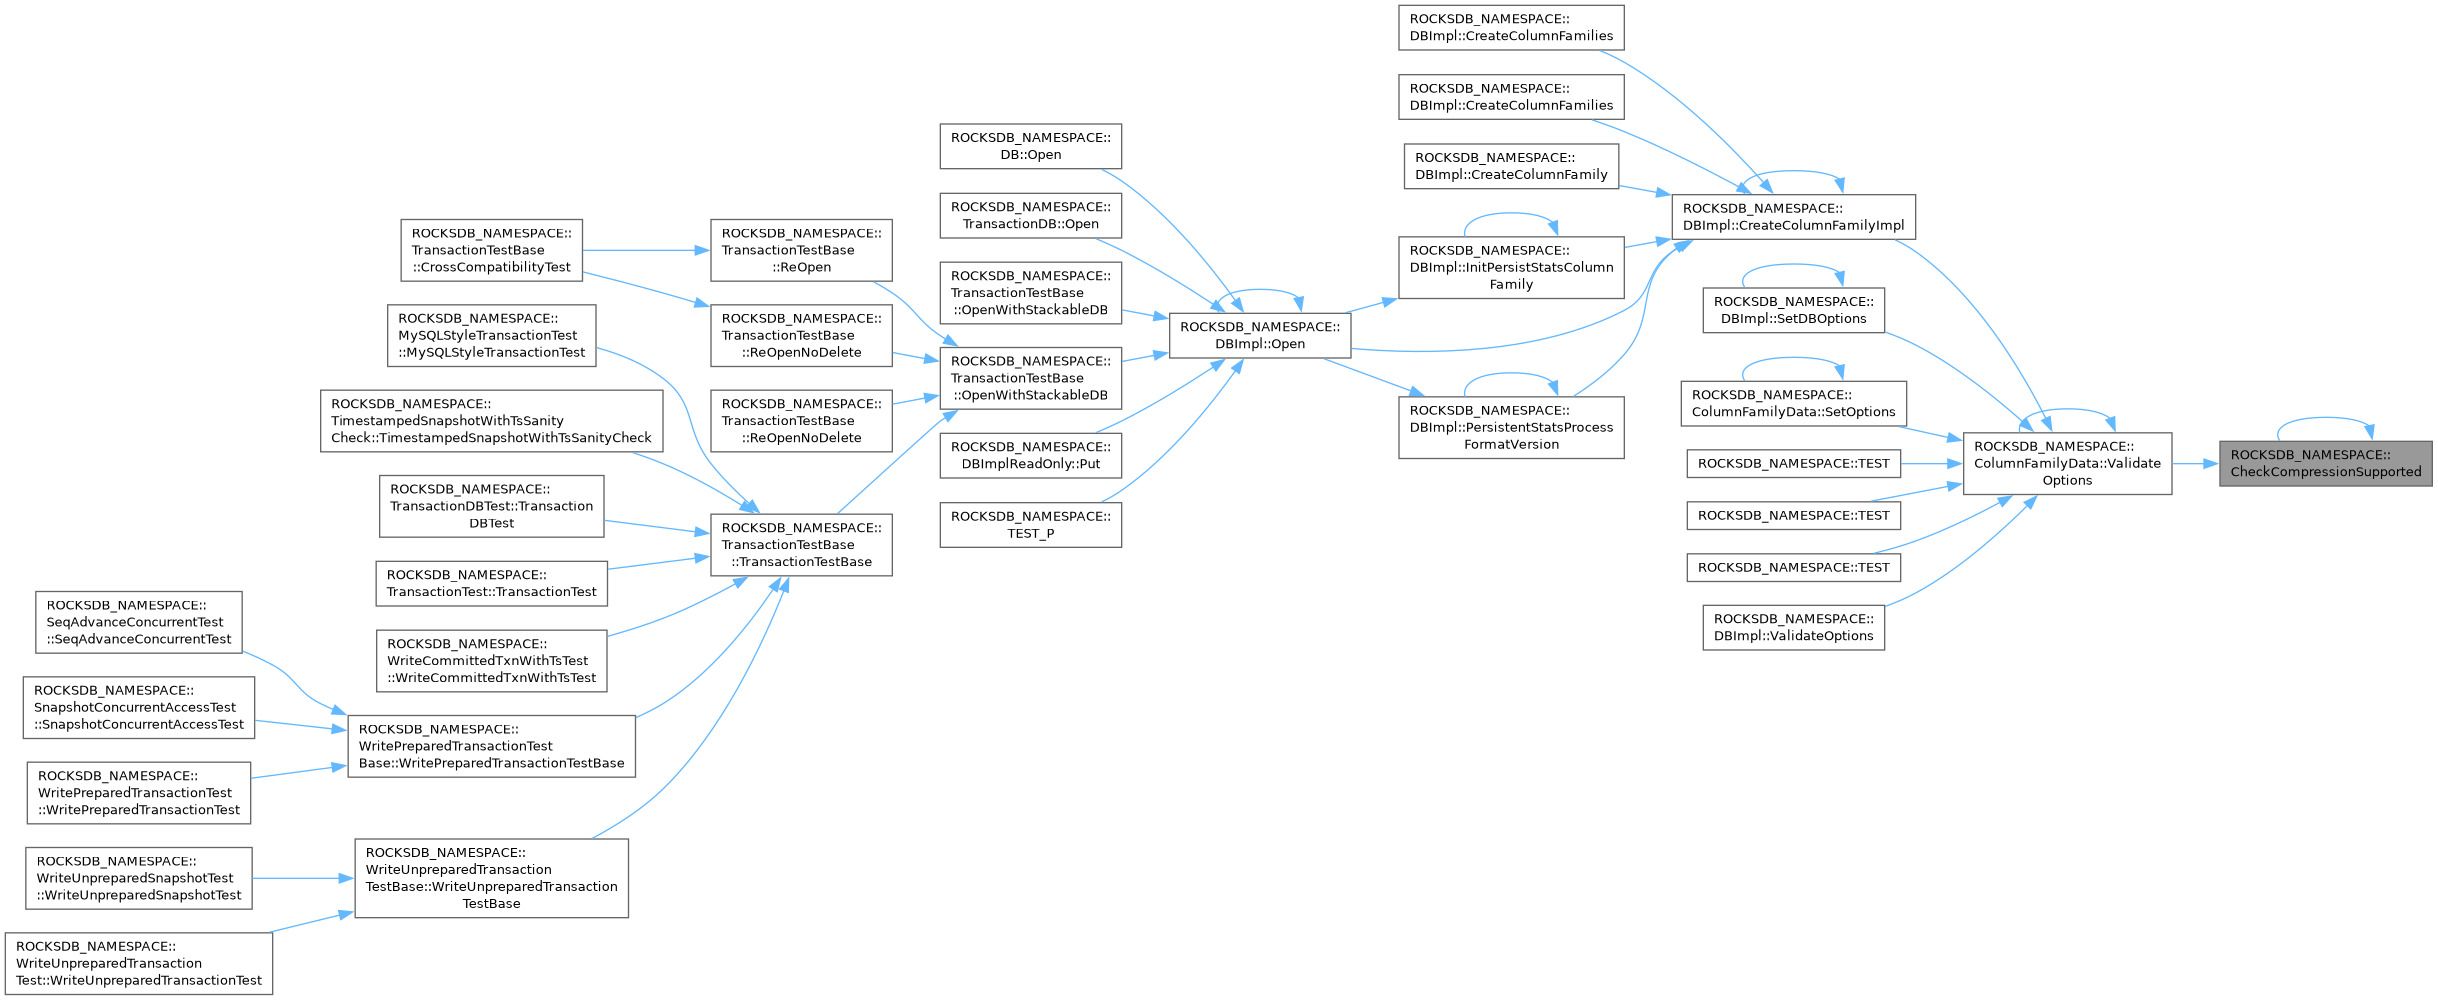 ROCKSDB_NAMESPACE::
DBImpl::CreateColumnFamilies
ROCKSDB_NAMESPACE::
DBImpl::CreateColumnFamilies
ROCKSDB_NAMESPACE::
DBImpl::CreateColumnFamily
ROCKSDB_NAMESPACE::
DBImpl::CreateColumnFamilyImpl
ROCKSDB_NAMESPACE::
DBImpl::InitPersistStatsColumn
Family
ROCKSDB_NAMESPACE::
DBImpl::PersistentStatsProcess
FormatVersion
ROCKSDB_NAMESPACE::
DBImpl::SetDBOptions
ROCKSDB_NAMESPACE::
ColumnFamilyData::SetOptions
ROCKSDB_NAMESPACE::TEST
ROCKSDB_NAMESPACE::TEST
ROCKSDB_NAMESPACE::TEST
ROCKSDB_NAMESPACE::
DBImpl::ValidateOptions
ROCKSDB_NAMESPACE::
ColumnFamilyData::Validate
Options
ROCKSDB_NAMESPACE::
CheckCompressionSupported
ROCKSDB_NAMESPACE::
DB::Open
ROCKSDB_NAMESPACE::
TransactionDB::Open
ROCKSDB_NAMESPACE::
TransactionTestBase
::OpenWithStackableDB
ROCKSDB_NAMESPACE::
TransactionTestBase
::OpenWithStackableDB
ROCKSDB_NAMESPACE::
DBImplReadOnly::Put
ROCKSDB_NAMESPACE::
TEST_P
ROCKSDB_NAMESPACE::
DBImpl::Open
ROCKSDB_NAMESPACE::
TransactionTestBase
::CrossCompatibilityTest
ROCKSDB_NAMESPACE::
TransactionTestBase
::ReOpen
ROCKSDB_NAMESPACE::
TransactionTestBase
::ReOpenNoDelete
ROCKSDB_NAMESPACE::
TransactionTestBase
::ReOpenNoDelete
ROCKSDB_NAMESPACE::
MySQLStyleTransactionTest
::MySQLStyleTransactionTest
ROCKSDB_NAMESPACE::
TimestampedSnapshotWithTsSanity
Check::TimestampedSnapshotWithTsSanityCheck
ROCKSDB_NAMESPACE::
TransactionDBTest::Transaction
DBTest
ROCKSDB_NAMESPACE::
TransactionTest::TransactionTest
ROCKSDB_NAMESPACE::
WriteCommittedTxnWithTsTest
::WriteCommittedTxnWithTsTest
ROCKSDB_NAMESPACE::
TransactionTestBase
::TransactionTestBase
ROCKSDB_NAMESPACE::
SeqAdvanceConcurrentTest
::SeqAdvanceConcurrentTest
ROCKSDB_NAMESPACE::
SnapshotConcurrentAccessTest
::SnapshotConcurrentAccessTest
ROCKSDB_NAMESPACE::
WritePreparedTransactionTest
::WritePreparedTransactionTest
ROCKSDB_NAMESPACE::
WritePreparedTransactionTest
Base::WritePreparedTransactionTestBase
ROCKSDB_NAMESPACE::
WriteUnpreparedSnapshotTest
::WriteUnpreparedSnapshotTest
ROCKSDB_NAMESPACE::
WriteUnpreparedTransaction
TestBase::WriteUnpreparedTransaction
TestBase
ROCKSDB_NAMESPACE::
WriteUnpreparedTransaction
Test::WriteUnpreparedTransactionTest